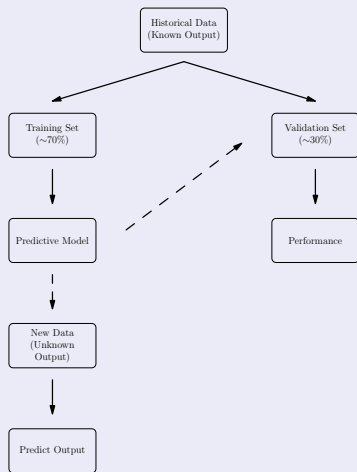 Historical Data
(Known Output)
Training Set
(∼70%)
Validation Set
(∼30%)
Predictive Model
Performance
New Data
(Unknown
Output)
Predict Output